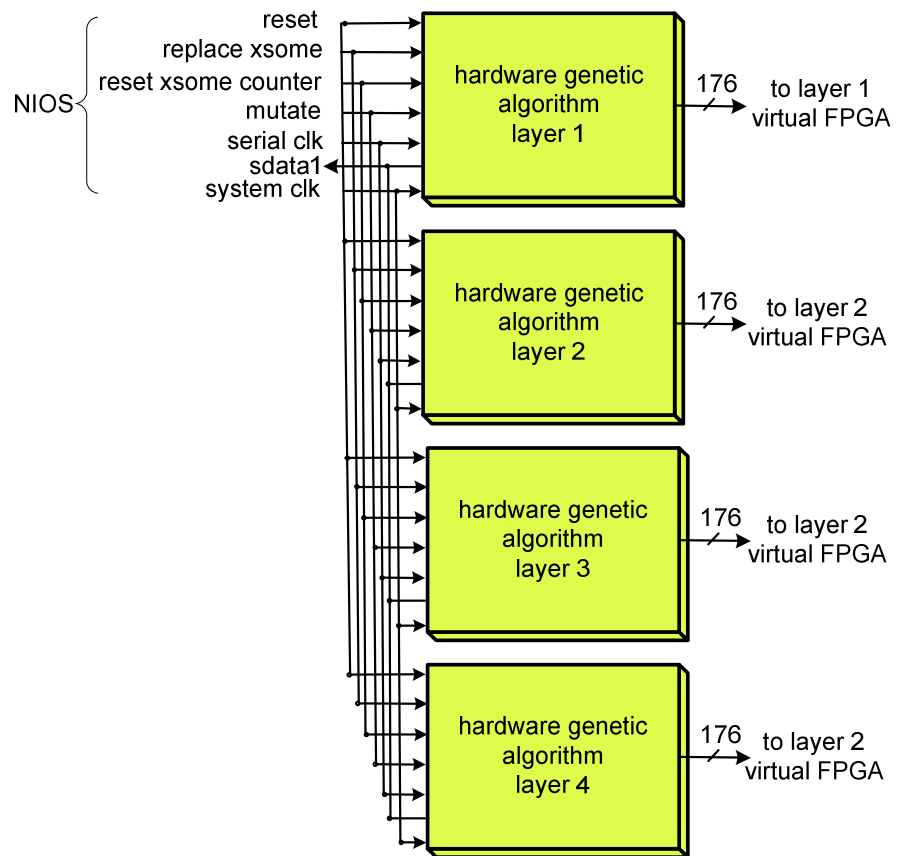 NIOS
reset
replace xsome
reset xsome counter
mutate
serial clk
sdata1
system clk
hardware genetic
algorithm
layer 1
176
to layer 1
virtual FPGA
hardware genetic
algorithm
layer 2
176
to layer 2
virtual FPGA
hardware genetic
algorithm
layer 3
176
to layer 2
virtual FPGA
hardware genetic
algorithm
layer 4
176
to layer 2
virtual FPGA